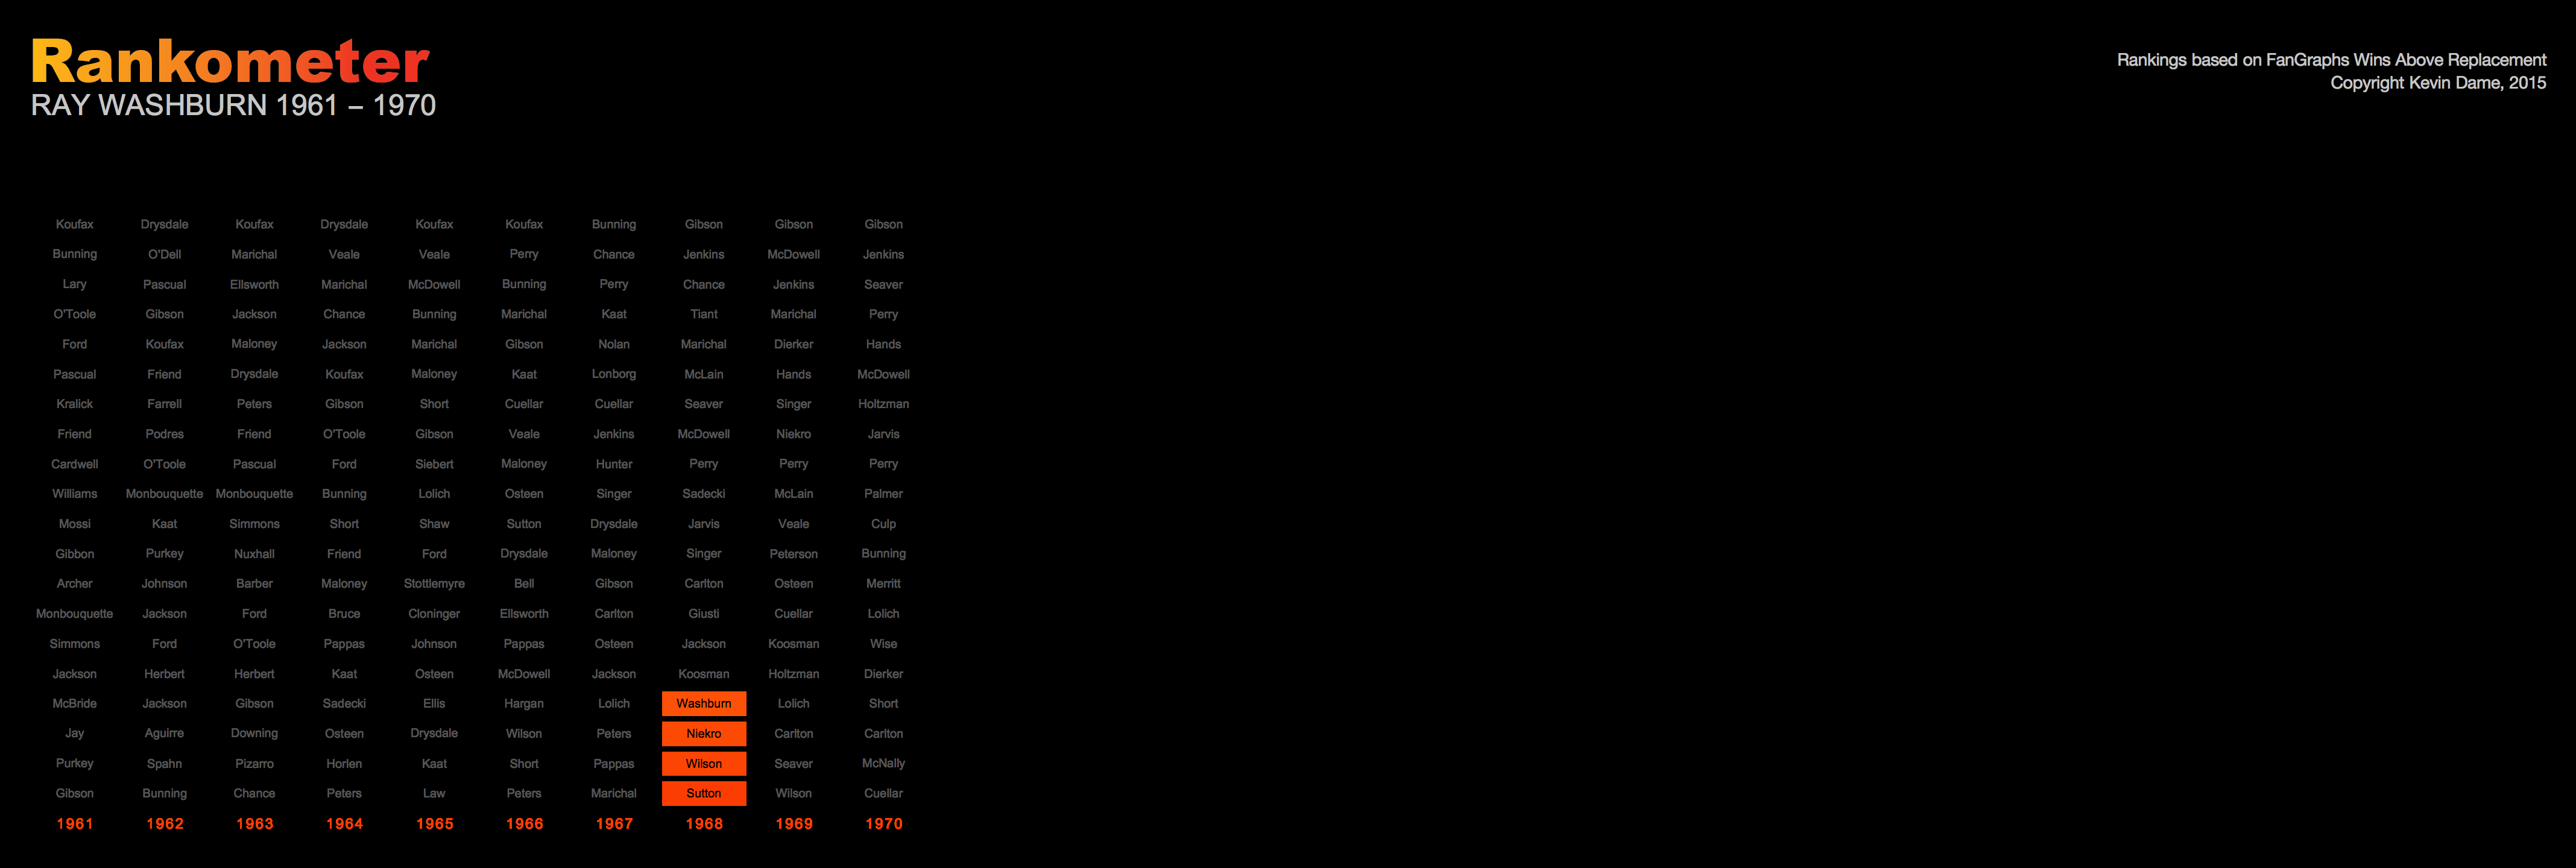 Rankometer
RAY WASHBURN 1961 – 1970
Rankings based on FanGraphs Wins Above Replacement
Copyright Kevin Dame, 2015
Koufax Drysdale Koufax Drysdale Koufax Koufax Bunning Gibson Gibson Gibson
Bunning O'Dell Marichal Veale Veale Perry Chance Jenkins McDowell Jenkins
Lary Pascual Ellsworth Marichal McDowell Bunning Perry Chance Jenkins Seaver
O'Toole Gibson Jackson Chance Bunning Marichal Kaat Tiant Marichal Perry
Ford Koufax Maloney Jackson Marichal Gibson Nolan Marichal Dierker Hands
Pascual Friend Drysdale Koufax Maloney Kaat Lonborg McLain Hands McDowell
Kralick Farrell Peters Gibson Short Cuellar Cuellar Seaver Singer Holtzman
Friend Podres Friend O'Toole Gibson Veale Jenkins McDowell Niekro Jarvis
Cardwell O'Toole Pascual Ford Siebert Maloney Hunter Perry Perry Perry
Williams Monbouquette Monbouquette Bunning Lolich Osteen Singer Sadecki McLain Palmer
Mossi Kaat Simmons Short Shaw Sutton Drysdale Jarvis Veale Culp
Gibbon Purkey Nuxhall Friend Ford Drysdale Maloney Singer Peterson Bunning
Archer Johnson Barber Maloney Stottlemyre Bell Gibson Carlton Osteen Merritt
Monbouquette Jackson Ford Bruce Cloninger Ellsworth Carlton Giusti Cuellar Lolich
Simmons Ford O'Toole Pappas Johnson Pappas Osteen Jackson Koosman Wise
Jackson Herbert Herbert Kaat Osteen McDowell Jackson Koosman Holtzman Dierker
McBride Jackson Gibson Sadecki Ellis Hargan Lolich Washburn Lolich Short
Jay Aguirre Downing Osteen Drysdale Wilson Peters Niekro Carlton Carlton
Purkey Spahn Pizarro Horlen Kaat Short Pappas Wilson Seaver McNally
Gibson Bunning Chance Peters Law Peters Marichal Sutton Wilson Cuellar
1961 1962 1963 1964 1965 1966 1967 1968 1969 1970